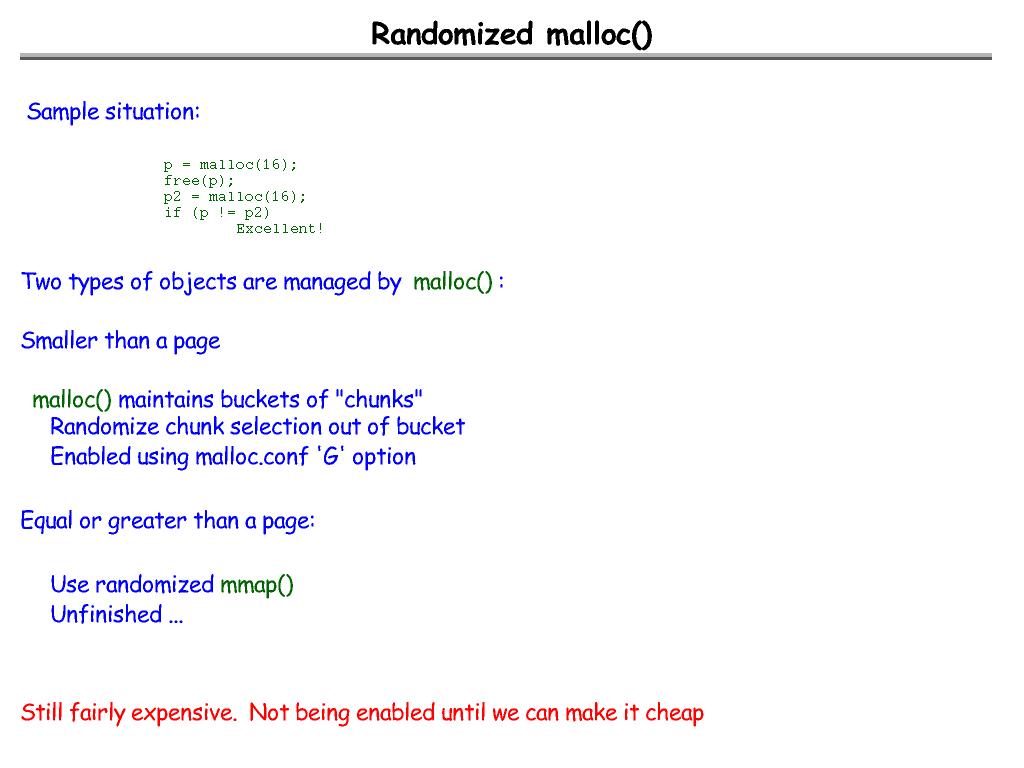 Randomized malloc()
Sample situation:
p = malloc(16);
free(p);
p2 = malloc(16);
if (p != p2)
Excellent!
Two types of objects are managed by malloc() :
Smaller than a page
malloc() maintains buckets of "chunks"
Randomize chunk selection out of bucket
Enabled using malloc.conf 'G' option
Equal or greater than a page:
Use randomized mmap()
Unfinished ...
Still fairly expensive. Not being enabled until we can make it cheap